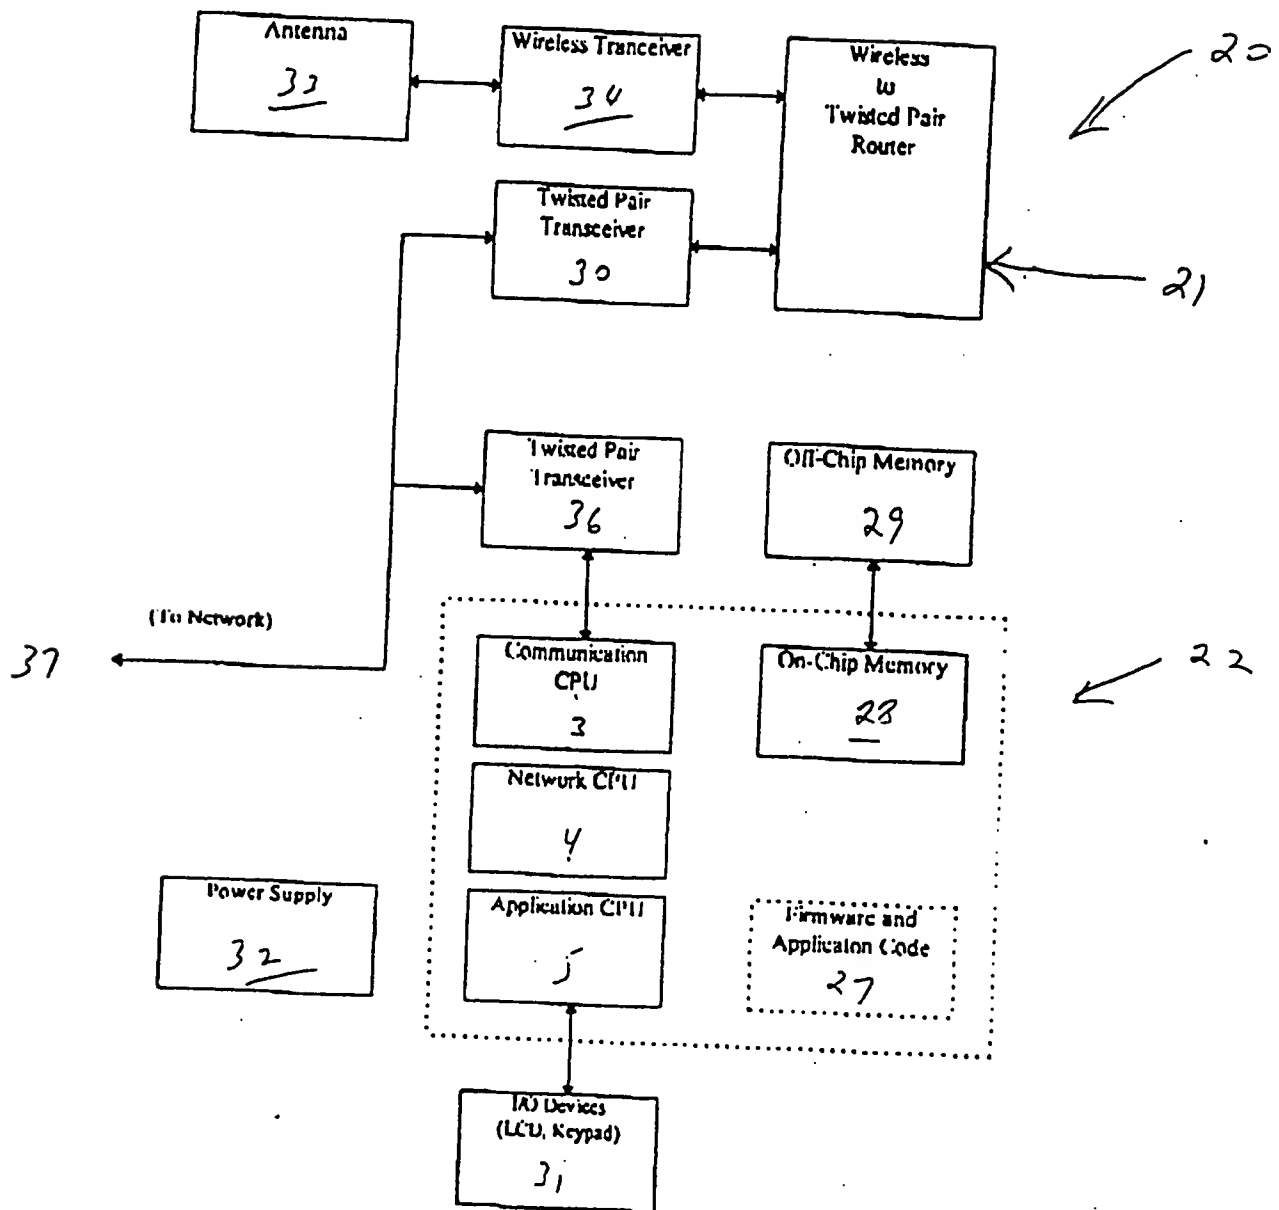 Antenna
33
Wireless Tranceiver
34
Wireless
to
Twisted Pair
Router
20
Twisted Pair
Transceiver
30
21
Twisted Pair
Transceiver
36
Off-Chip Memory
29
(To Network)
37
Communication
CPU
3
On-Chip Memory
28
22
Network CPU
4
Power Supply
32
Application CPU
5
Firmware and
Applicaton Code
27
I/O Devices
(LCD, Keypad)
31